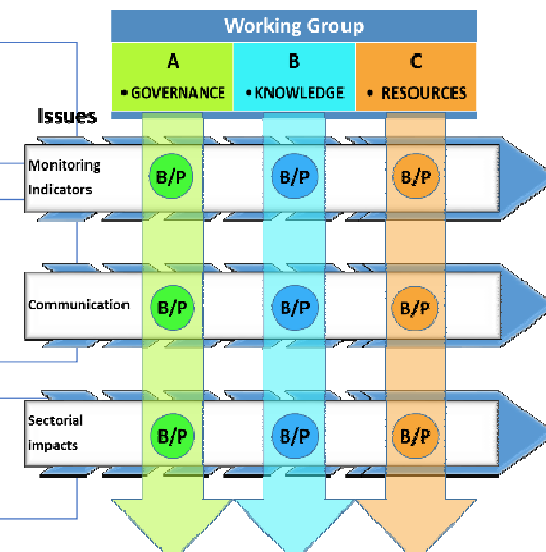 Working Group
A
B
C
• GOVERNANCE
• KNOWLEDGE
• RESOURCES
Issues
Monitoring
Indicators
B/P
B/P
B/P
Communication
B/P
B/P
B/P
Sectorial
impacts
B/P
B/P
B/P